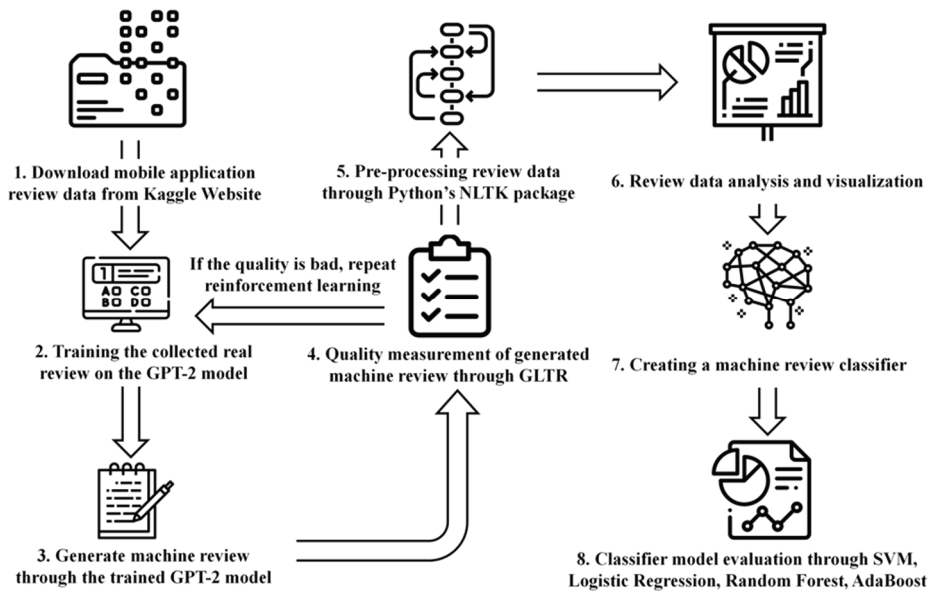 1. Download mobile application
review data from Kaggle Website
If the quality is bad, repeat
reinforcement learning
1
A C
B D
2. Training the collected real
review on the GPT-2 model
3. Generate machine review
through the trained GPT-2 model
4. Quality measurement of generated
machine review through GLTR
5. Pre-processing review data
through Python's NLTK package
6. Review data analysis and visualization
7. Creating a machine review classifier
8. Classifier model evaluation through SVM,
Logistic Regression, Random Forest, AdaBoost